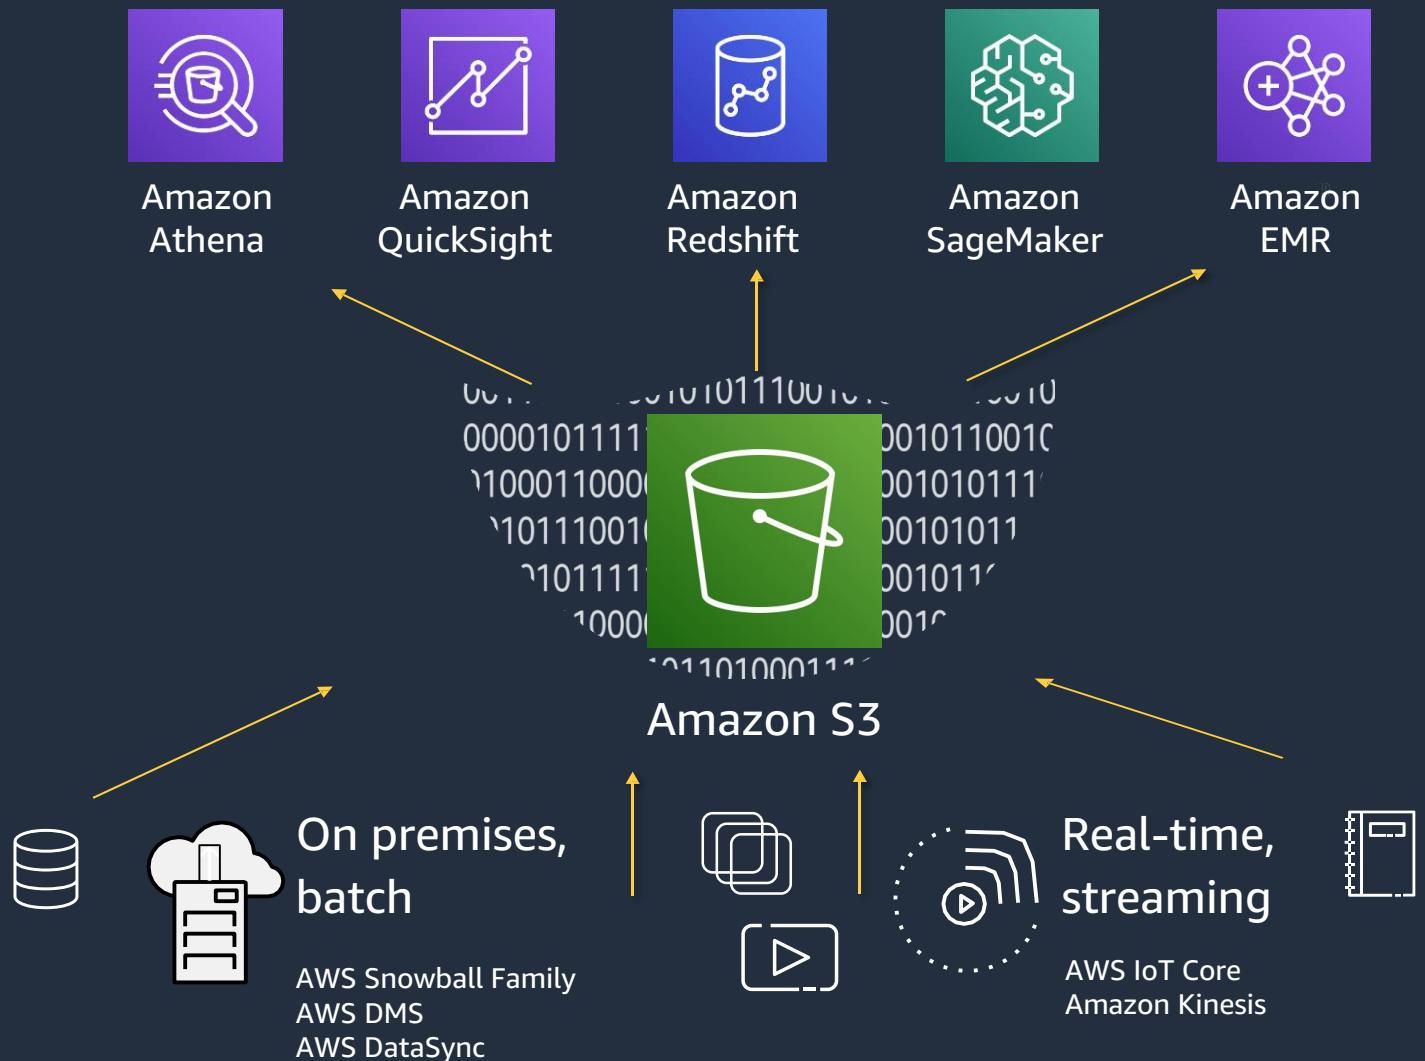 Amazon
Athena
Amazon
QuickSight
Amazon
Redshift
Amazon
SageMaker
Amazon
EMR
Amazon S3
On premises,
batch
AWS Snowball Family
AWS DMS
AWS DataSync
Real-time,
streaming
AWS IoT Core
Amazon Kinesis